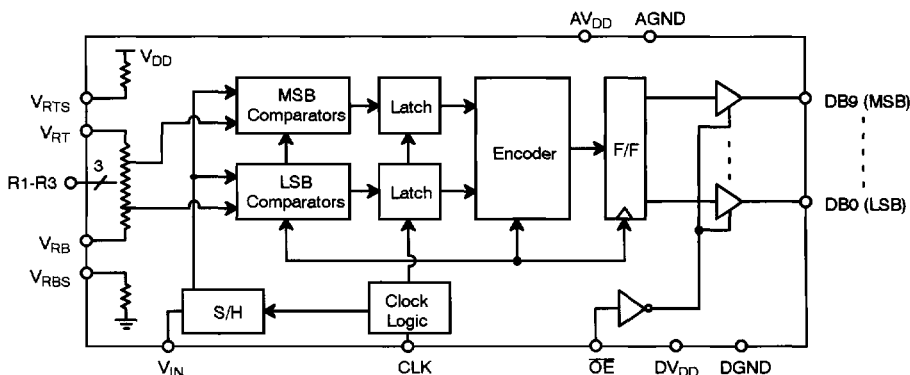 AVDD AGND
VDD
VRTS
VRT
R1-R3
3
VRB
VRBS
MSB
Comparators
Latch
LSB
Comparators
Latch
Encoder
F/F
DB9 (MSB)
DB0 (LSB)
S/H
Clock
Logic
VIN
CLK
OE
DVDD
DGND